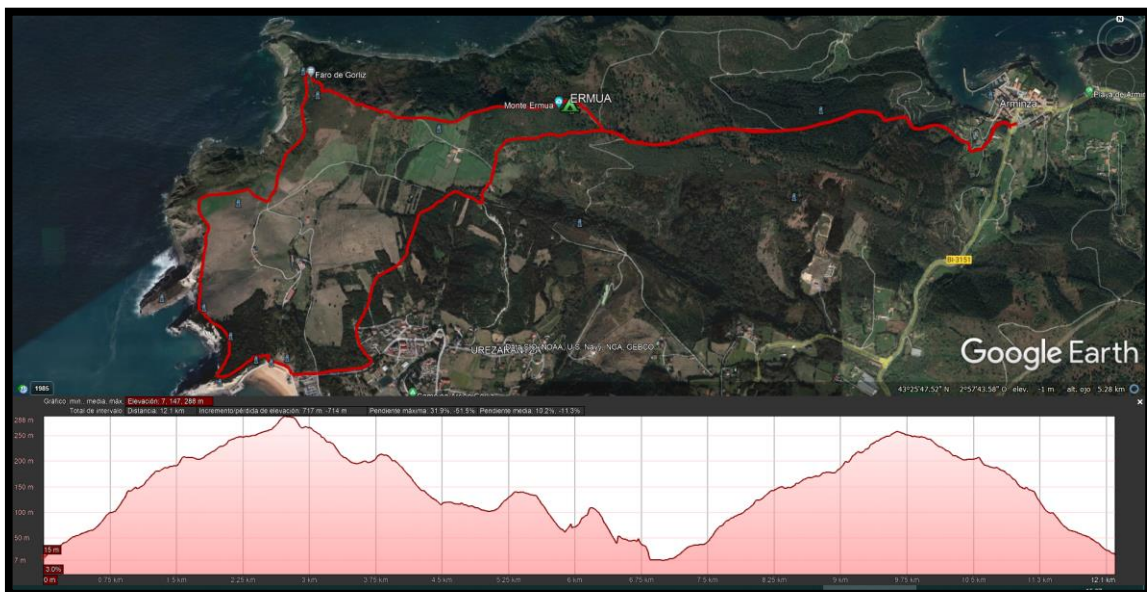 N
Faro de Gorliz
Monte Ermua
ERMUA
Arminza
Playa de Armin
BI-3151
UREZARANTZA
Google Earth
1985
43°25'47.52" N 2°57'43.58" O elev. -1 m alt. ojo 5.28 km
Gráfico: mín., media, máx. Elevación: 7, 147, 288 m
Total de intervalo: Distancia: 12.1 km Incremento/pérdida de elevación: 717 m, -714 m Pendiente máxima: 31.9%, -51.5% Pendiente media: 10.2%, -11.3%
288 m
250 m
200 m
150 m
100 m
50 m
7 m
15 m
3.0%
0 m 0.75 km 1.5 km 2.25 km 3 km 3.75 km 4.5 km 5.25 km 6 km 6.75 km 7.5 km 8.25 km 9 km 9.75 km 10.5 km 11.3 km 12.1 km